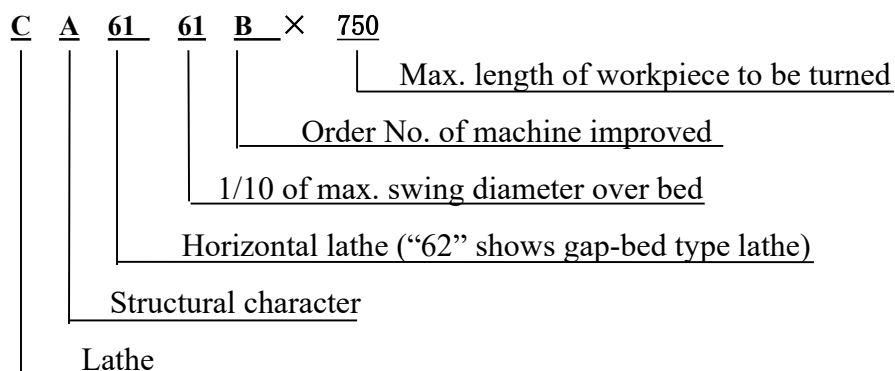 C A 61 61 B × 750
Max. length of workpiece to be turned
Order No. of machine improved
1/10 of max. swing diameter over bed
Horizontal lathe (“62” shows gap-bed type lathe)
Structural character
Lathe